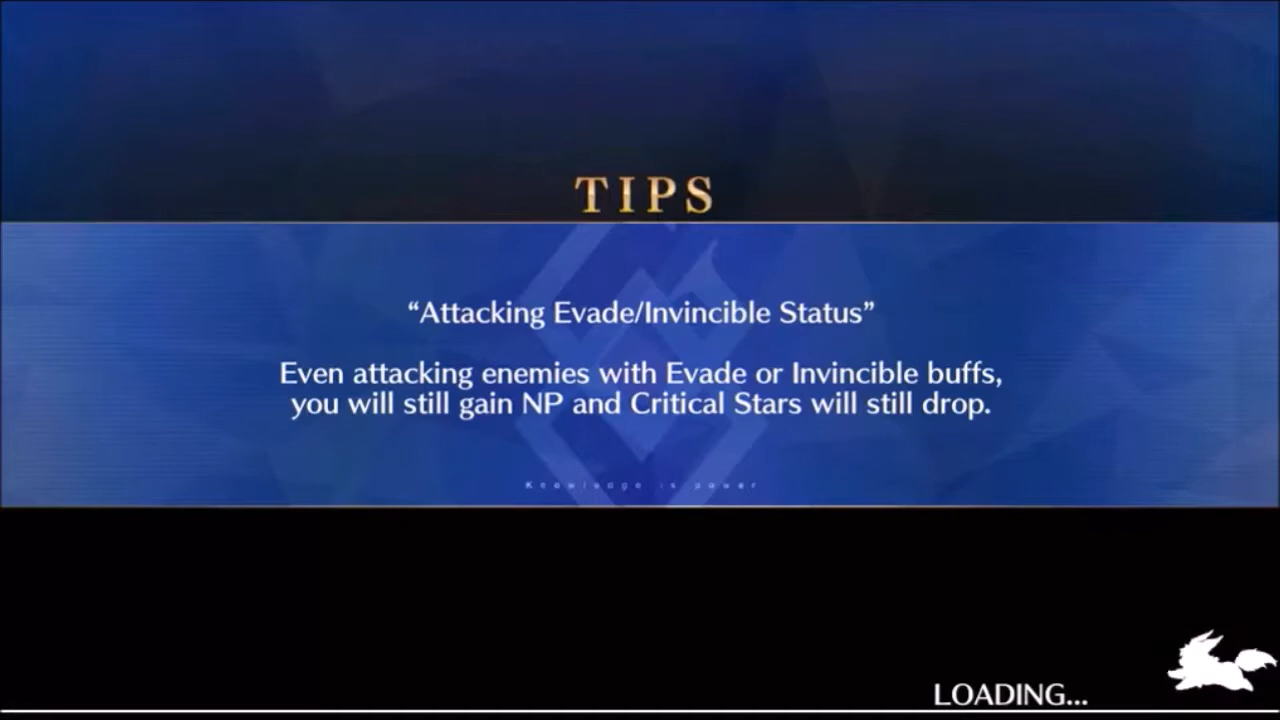 TIPS
“Attacking Evade/Invincible Status”
Even attacking enemies with Evade or Invincible buffs,
you will still gain NP and Critical Stars will still drop.
Knowledge is power
LOADING...